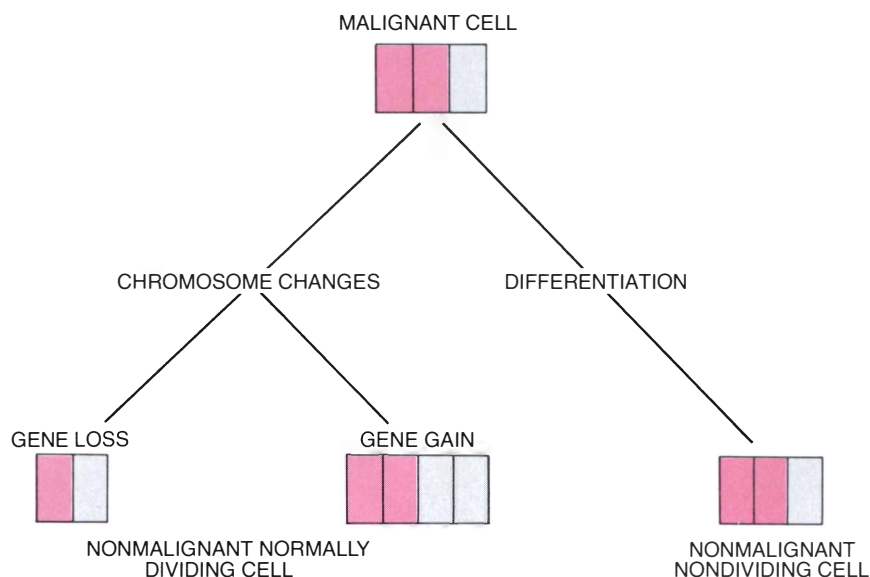 MALIGNANT CELL
CHROMOSOME CHANGES
DIFFERENTIATION
GENE LOSS
GENE GAIN
NONMALIGNANT NORMALLY
DIVIDING CELL
NONMALIGNANT
NONDIVIDING CELL